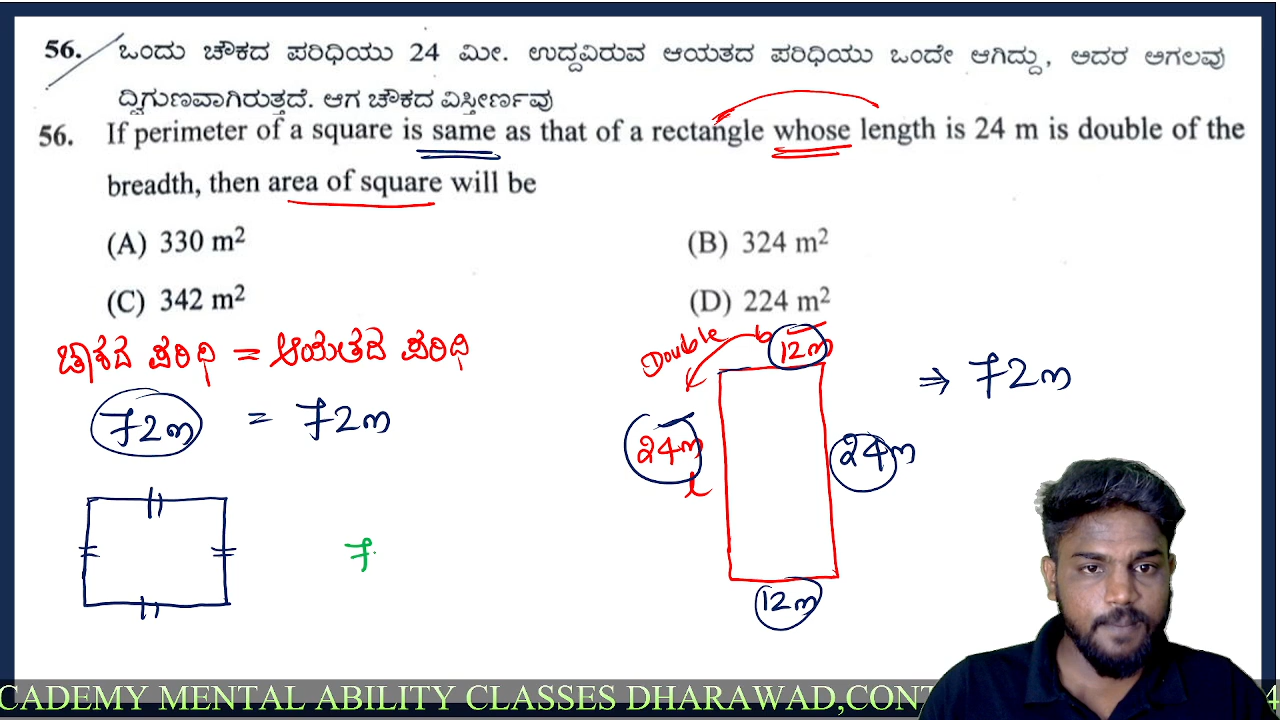 56. ಒಂದು ಚೌಕದ ಪರಿಧಿಯು 24 ಮೀ. ಉದ್ದವಿರುವ ಆಯತದ ಪರಿಧಿಯು ಒಂದೇ ಆಗಿದ್ದು, ಅದರ ಅಗಲವು
ದ್ವಿಗುಣವಾಗಿರುತ್ತದೆ. ಆಗ ಚೌಕದ ವಿಸ್ತೀರ್ಣವು
56. If perimeter of a square is same as that of a rectangle whose length is 24 m is double of the
breadth, then area of square will be
(A) 330 m²
(B) 324 m²
(C) 342 m²
(D) 224 m²
ಚೌಕದ ಪರಿಧಿ = ಆಯತದ ಪರಿಧಿ
72m = 72m
7
Double b 12m
24m
l
24m
12m
⇒ 72m
CADEMY MENTAL ABILITY CLASSES DHARAWAD,CONT
4